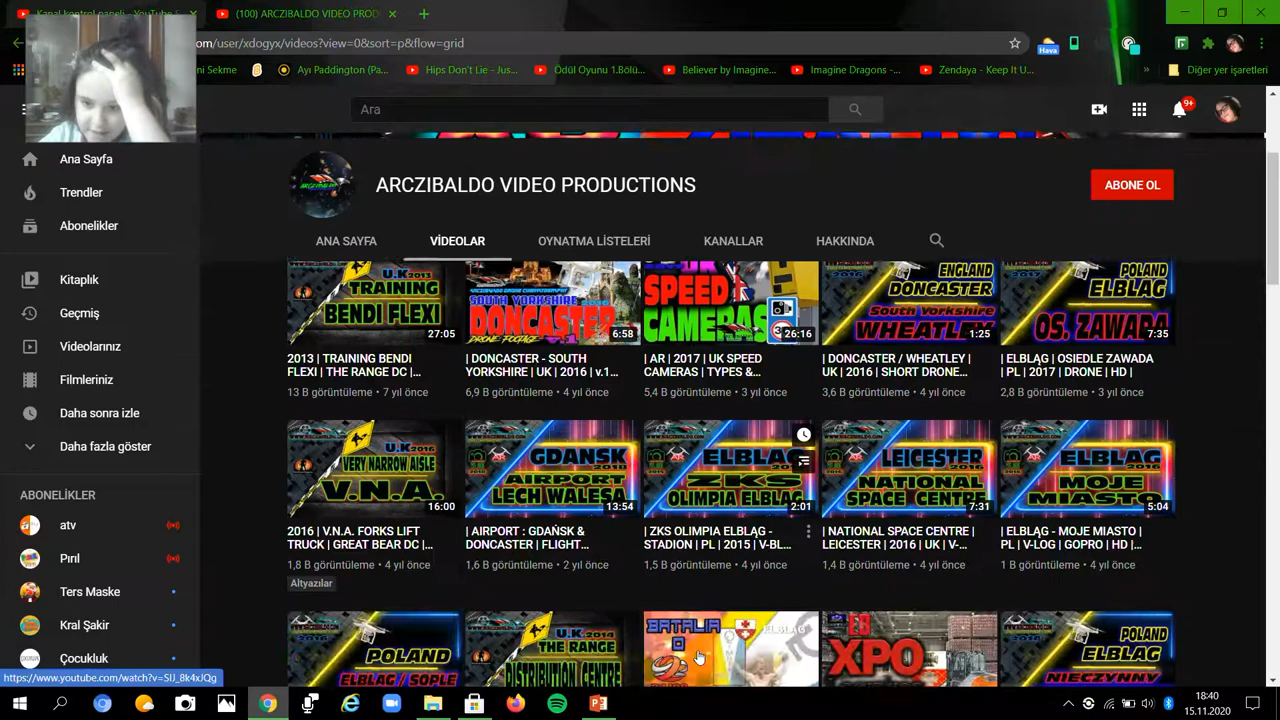 Kanal kontrol paneli - YouTube
(100) ARCZIBALDO VIDEO PROD
om/user/xdogyx/videos?view=0&sort=p&flow=grid
Hava
ni Sekme
Ayı Paddington (Pa...
Hips Don't Lie - Jus...
Ödül Oyunu 1.Bölü...
Believer by Imagine...
Imagine Dragons -...
Zendaya - Keep It U...
»
Diğer yer işaretleri
Ara
9+
Ana Sayfa
Trendler
Abonelikler
Kitaplık
Geçmiş
Videolarınız
Filmleriniz
Daha sonra izle
Daha fazla göster
ABONELİKLER
atv
Pırıl
Ters Maske
Kral Şakir
Çocukluk
https://www.youtube.com/watch?v=SIJ_8k4xJQg
ARCZIBALDO VIDEO PRODUCTIONS
ABONE OL
ANA SAYFA
VİDEOLAR
OYNATMA LİSTELERİ
KANALLAR
HAKKINDA
U.K 2013
TRAINING
BENDI FLEXI
27:05
2013 | TRAINING BENDI
FLEXI | THE RANGE DC |...
13 B görüntüleme • 7 yıl önce
SOUTH YORKSHIRE
DONCASTER
6:58
| DONCASTER - SOUTH
YORKSHIRE | UK | 2016 | v.1...
6,9 B görüntüleme • 4 yıl önce
UK
SPEED
CAMERAS
26:16
| AR | 2017 | UK SPEED
CAMERAS | TYPES &...
5,4 B görüntüleme • 3 yıl önce
ENGLAND
DONCASTER
South Yorkshire
WHEATLEY
1:25
| DONCASTER / WHEATLEY |
UK | 2016 | SHORT DRONE...
3,6 B görüntüleme • 4 yıl önce
POLAND
ELBLAG
OS. ZAWADA
7:35
| ELBLĄG | OSIEDLE ZAWADA
| PL | 2017 | DRONE | HD |
2,8 B görüntüleme • 3 yıl önce
U.K 2016
VERY NARROW AISLE
V.N.A.
16:00
2016 | V.N.A. FORKS LIFT
TRUCK | GREAT BEAR DC |...
1,8 B görüntüleme • 4 yıl önce
Altyazılar
GDANSK
2018
AIRPORT
LECH WALESA
13:54
| AIRPORT : GDAŃSK &
DONCASTER | FLIGHT...
1,6 B görüntüleme • 2 yıl önce
ELBLAG
ZKS
OLIMPIA ELBLAG
2:01
| ZKS OLIMPIA ELBLĄG -
STADION | PL | 2015 | V-BL...
1,5 B görüntüleme • 4 yıl önce
LEICESTER
2016
NATIONAL
SPACE CENTRE
7:31
| NATIONAL SPACE CENTRE |
LEICESTER | 2016 | UK | V-...
1,4 B görüntüleme • 4 yıl önce
ELBLAG
2016
MOJE
MIASTO
5:04
| ELBLĄG - MOJE MIASTO |
PL | V-LOG | GOPRO | HD |...
1 B görüntüleme • 4 yıl önce
POLAND
ELBLAG / SOPLE
U.K 2014
THE RANGE
DISTRIBUTION CENTRE
BATALIA
O
ELBLAG
XPO
POLAND
ELBLAG
NIECZYNNY
18:40
15.11.2020